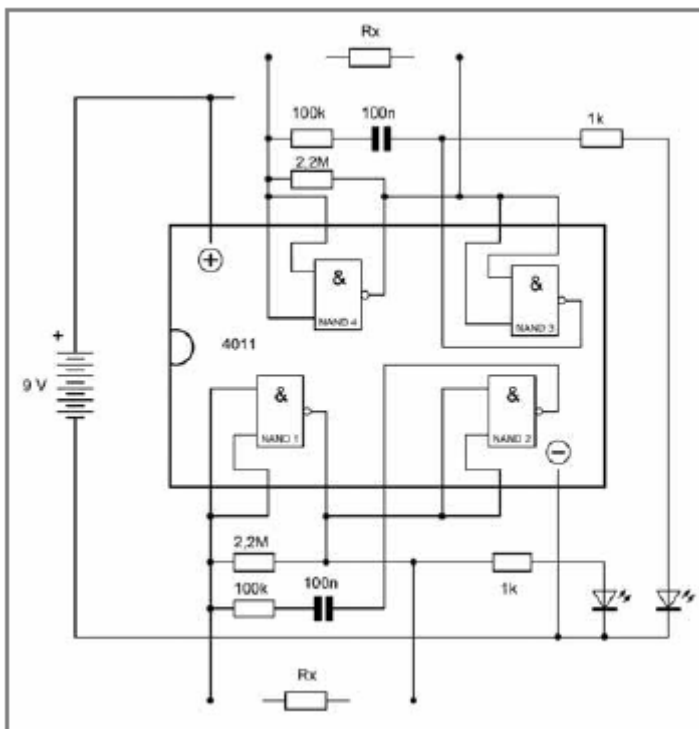 Rx
100k
100n
1k
2,2M
+
&
NAND 4
&
NAND 3
+
9 V
4011
&
NAND 1
&
NAND 2
−
2,2M
100k
100n
1k
Rx